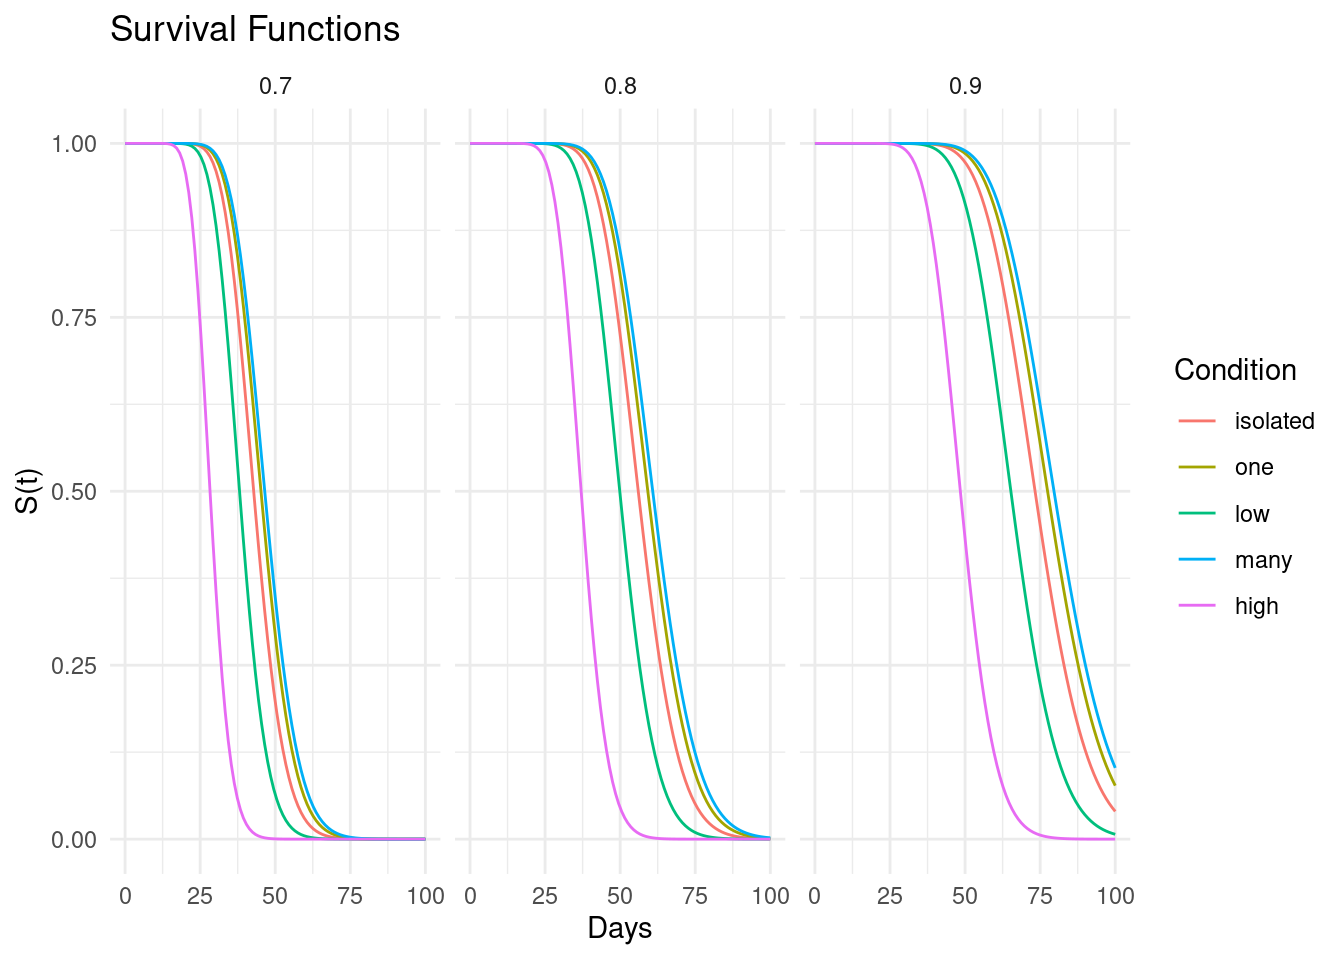 Survival Functions
0.7 0.8 0.9
1.00
0.75
0.50
0.25
0.00
S(t)
0 25 50 75 100 0 25 50 75 100 0 25 50 75 100
Days
Condition
isolated
one
low
many
high